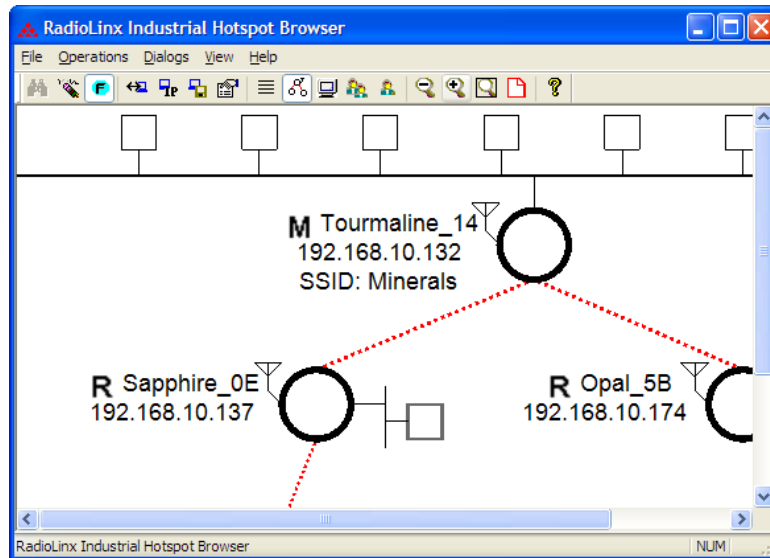 RadioLinx Industrial Hotspot Browser
File Operations Dialogs View Help
F IP ?
M Tourmaline_14
192.168.10.132
SSID: Minerals
R Sapphire_0E
192.168.10.137
R Opal_5B
192.168.10.174
RadioLinx Industrial Hotspot Browser NUM